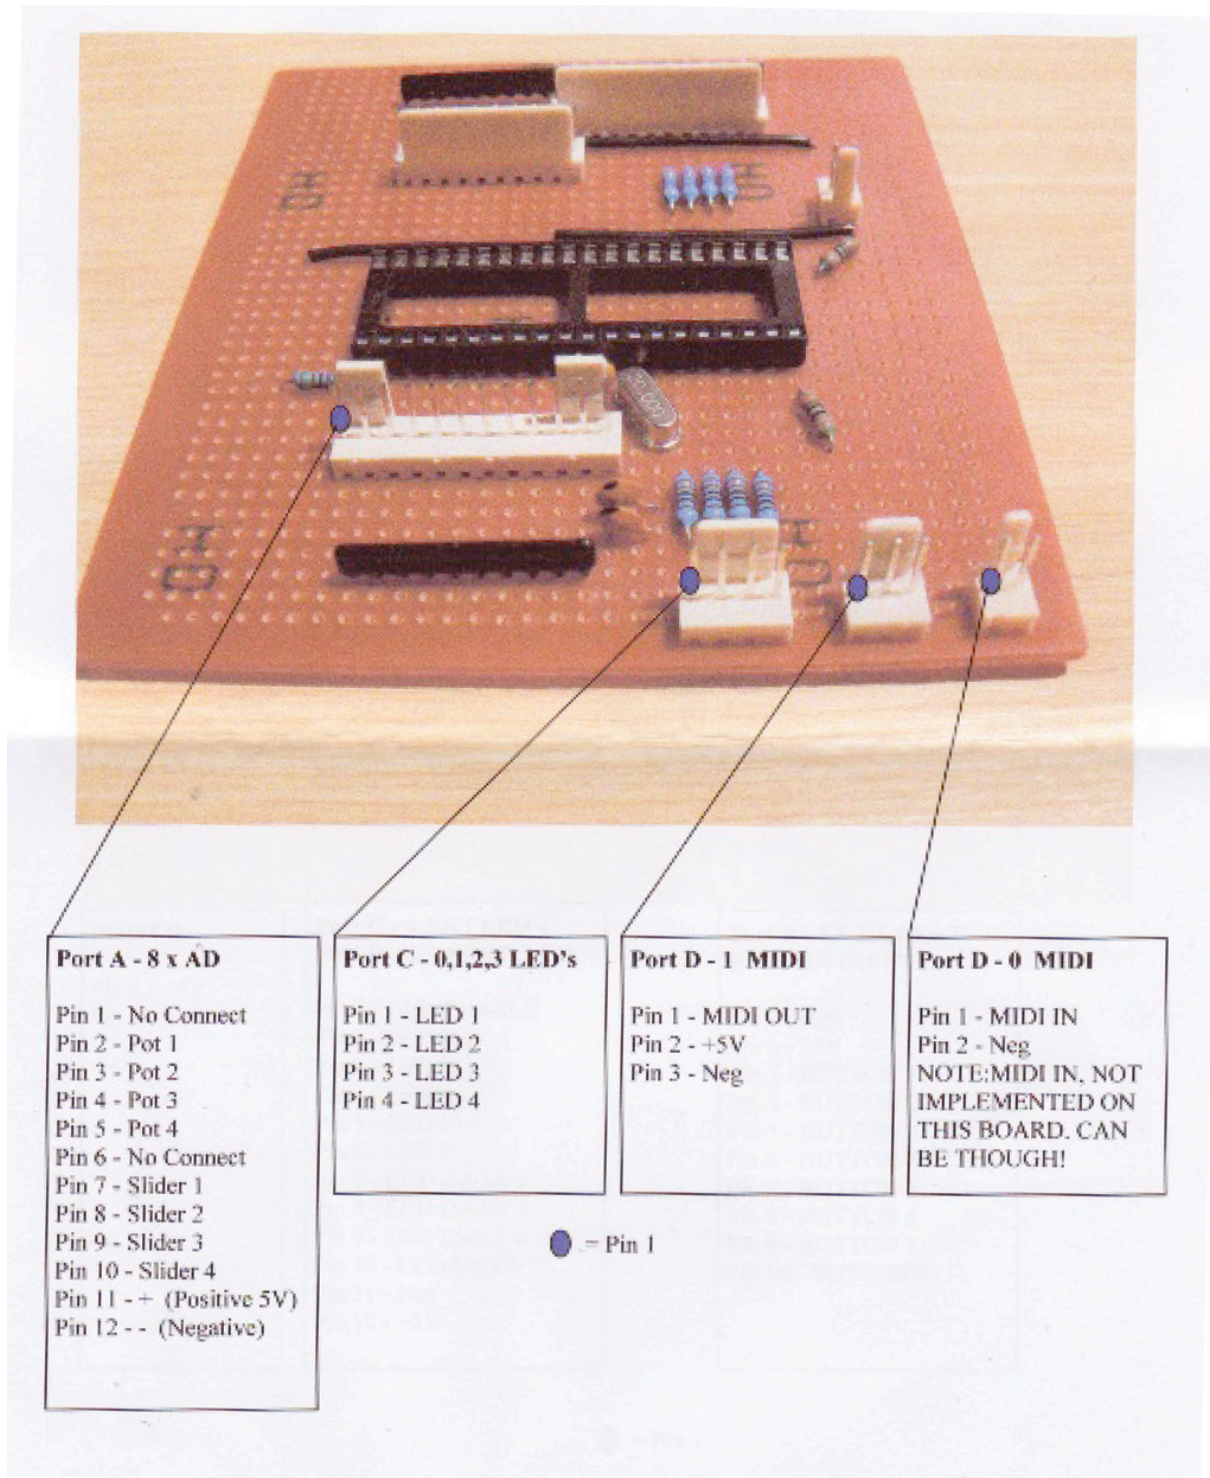 20.000
Port A - 8 x AD
Pin 1 - No Connect
Pin 2 - Pot 1
Pin 3 - Pot 2
Pin 4 - Pot 3
Pin 5 - Pot 4
Pin 6 - No Connect
Pin 7 - Slider 1
Pin 8 - Slider 2
Pin 9 - Slider 3
Pin 10 - Slider 4
Pin 11 - + (Positive 5V)
Pin 12 - - (Negative)
Port C - 0,1,2,3 LED's
Pin 1 - LED 1
Pin 2 - LED 2
Pin 3 - LED 3
Pin 4 - LED 4
Port D - 1 MIDI
Pin 1 - MIDI OUT
Pin 2 - +5V
Pin 3 - Neg
Port D - 0 MIDI
Pin 1 - MIDI IN
Pin 2 - Neg
NOTE:MIDI IN, NOT
IMPLEMENTED ON
THIS BOARD. CAN
BE THOUGH!
= Pin 1